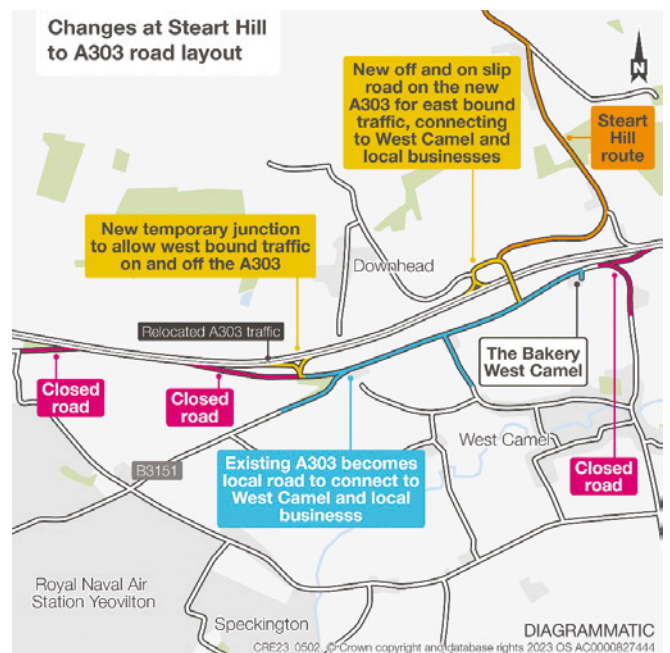 Changes at Steart Hill
to A303 road layout
New off and on slip
road on the new
A303 for east bound
traffic, connecting
to West Camel and
local businesses
N
Steart
Hill
route
New temporary junction
to allow west bound traffic
on and off the A303
Downhead
Relocated A303 traffic
The Bakery
West Camel
Closed
road
Closed
road
West Camel
Closed
road
B3151
Existing A303 becomes
local road to connect to
West Camel and local
businesss
Royal Naval Air
Station Yeovilton
Speckington
DIAGRAMMATIC
CRE23_0502. © Crown copyright and database rights 2023 OS AC0000827444